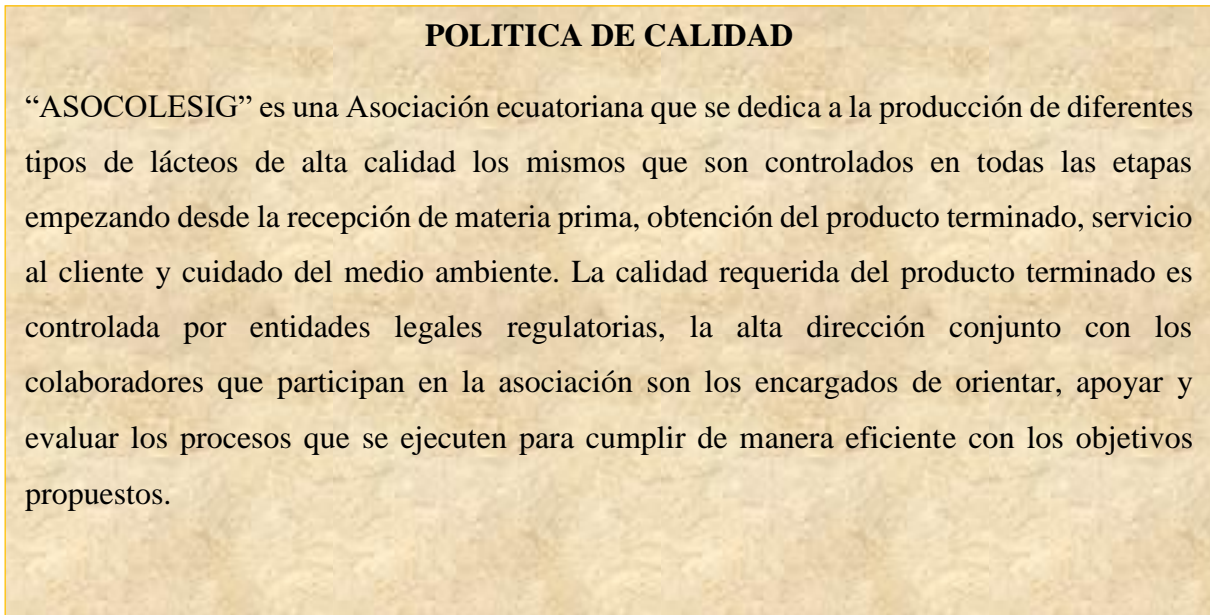 POLITICA DE CALIDAD
“ASOCOLESIG” es una Asociación ecuatoriana que se dedica a la producción de diferentes
tipos de lácteos de alta calidad los mismos que son controlados en todas las etapas
empezando desde la recepción de materia prima, obtención del producto terminado, servicio
al cliente y cuidado del medio ambiente. La calidad requerida del producto terminado es
controlada por entidades legales regulatorias, la alta dirección conjunto con los
colaboradores que participan en la asociación son los encargados de orientar, apoyar y
evaluar los procesos que se ejecuten para cumplir de manera eficiente con los objetivos
propuestos.